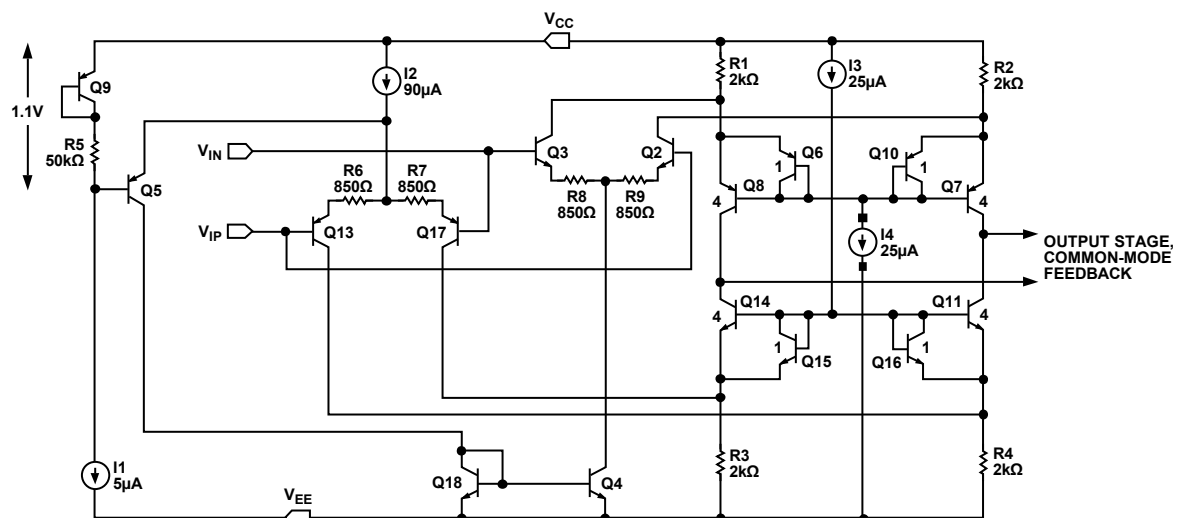 V_CC
1.1V
Q9
R5
50kΩ
I2
90µA
R1
2kΩ
I3
25µA
R2
2kΩ
V_IN
Q3
Q2
Q6
1
Q10
1
Q5
R6
850Ω
R7
850Ω
R8
850Ω
R9
850Ω
Q8
4
Q7
4
V_IP
Q13
Q17
I4
25µA
OUTPUT STAGE,
COMMON-MODE
FEEDBACK
Q14
4
Q11
4
1
Q15
Q16
1
I1
5µA
Q18
Q4
R3
2kΩ
R4
2kΩ
V_EE